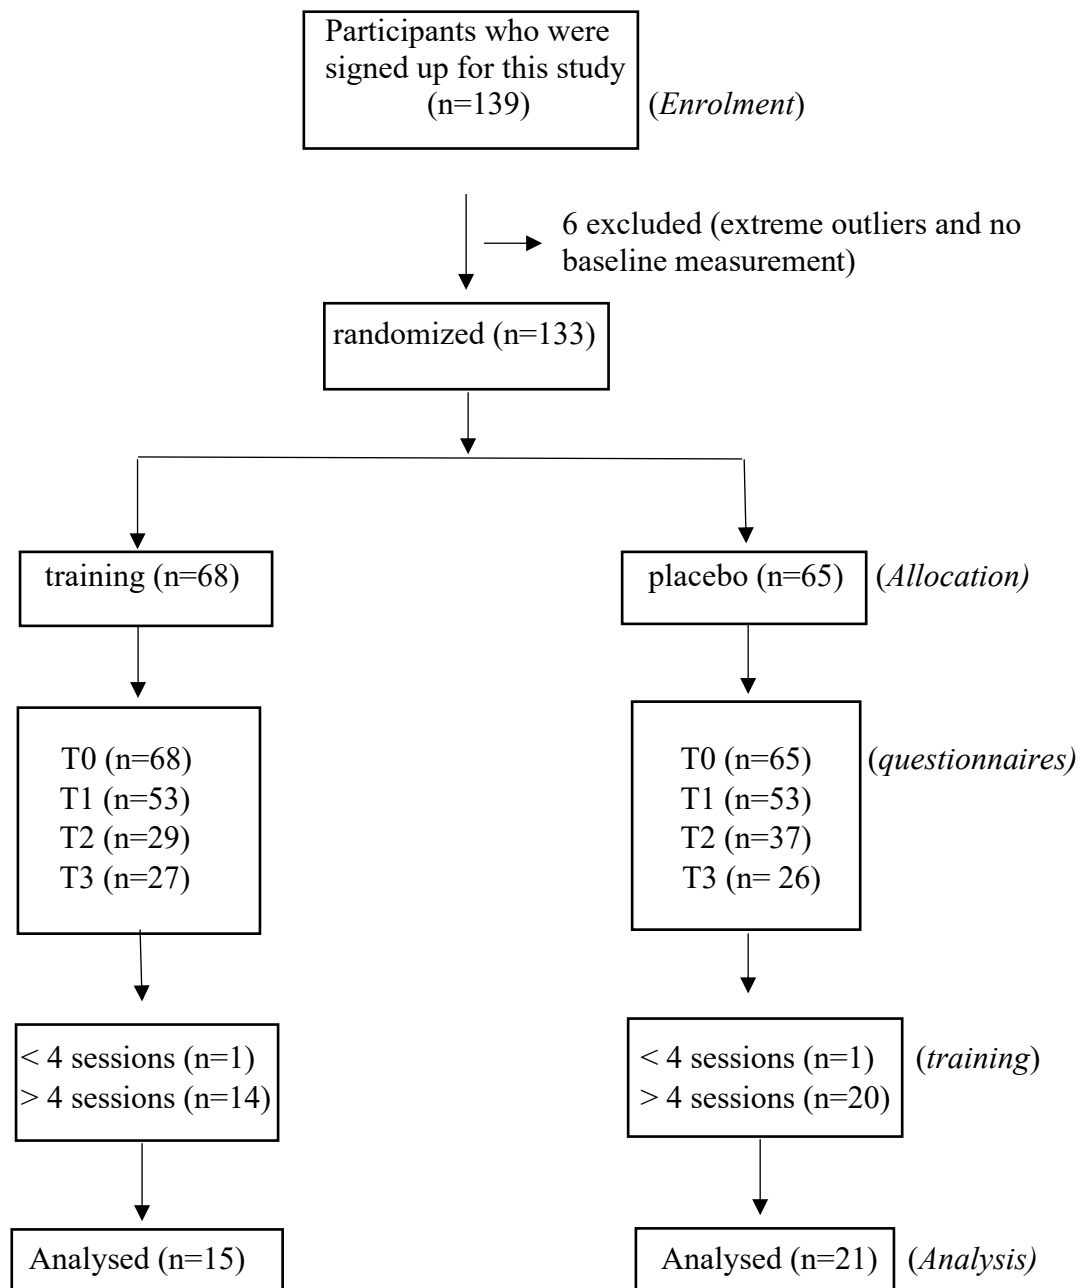 Participants who were
signed up for this study
(n=139)
(Enrolment)
6 excluded (extreme outliers and no
baseline measurement)
randomized (n=133)
training (n=68)
placebo (n=65)
(Allocation)
T0 (n=68)
T1 (n=53)
T2 (n=29)
T3 (n=27)
T0 (n=65)
T1 (n=53)
T2 (n=37)
T3 (n= 26)
(questionnaires)
< 4 sessions (n=1)
> 4 sessions (n=14)
< 4 sessions (n=1)
> 4 sessions (n=20)
(training)
Analysed (n=15)
Analysed (n=21)
(Analysis)